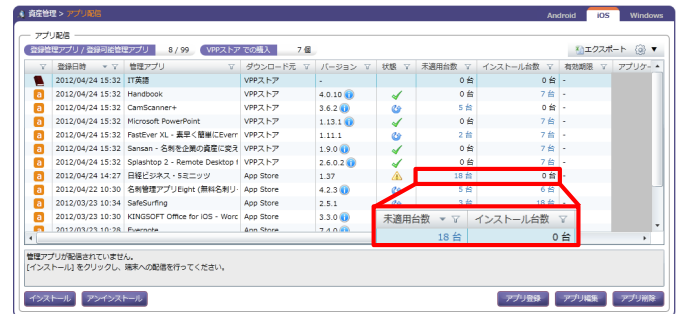 資産管理 > アプリ配信
Android iOS Windows
アプリ配信
登録管理アプリ / 登録可能管理アプリ 8 / 99 VPPストア での購入 7 個 エクスポート
登録日時 管理アプリ ダウンロード元 バージョン 状態 未適用台数 インストール台数 有効期限 アプリケー
2012/04/24 15:32 IT英語 VPPストア - 0 台 0 台 -
2012/04/24 15:32 Handbook VPPストア 4.0.10 0 台 7 台 -
2012/04/24 15:32 CamScanner+ VPPストア 3.6.2 5 台 0 台 -
2012/04/24 15:32 Microsoft PowerPoint VPPストア 1.13.1 0 台 7 台 -
2012/04/24 15:32 FastEver XL - 素早く簡単にEverr VPPストア 1.11.1 2 台 7 台 -
2012/04/24 15:32 Sansan - 名刺を企業の資産に変え VPPストア 1.9.0 0 台 7 台 -
2012/04/24 15:32 Splashtop 2 - Remote Desktop VPPストア 2.6.0.2 0 台 7 台 -
2012/04/24 14:27 日経ビジネス・5ミニッツ App Store 1.37 18 台 0 台 -
2012/04/22 10:30 名刺管理アプリEight (無料名刺リ App Store 4.2.3 5 台 6 台
2012/03/23 10:34 SafeSurfing App Store 2.5.1 3 台 18 台
2012/03/23 10:30 KINGSOFT Office for iOS - Worc App Store 3.3.0
2012/03/23 10:28 Evernote App Store 7.4.0
未適用台数 インストール台数
18 台 0 台
管理アプリが配信されていません。
[インストール] をクリックし、端末への配信を行ってください。
インストール アンインストール アプリ登録 アプリ編集 アプリ削除